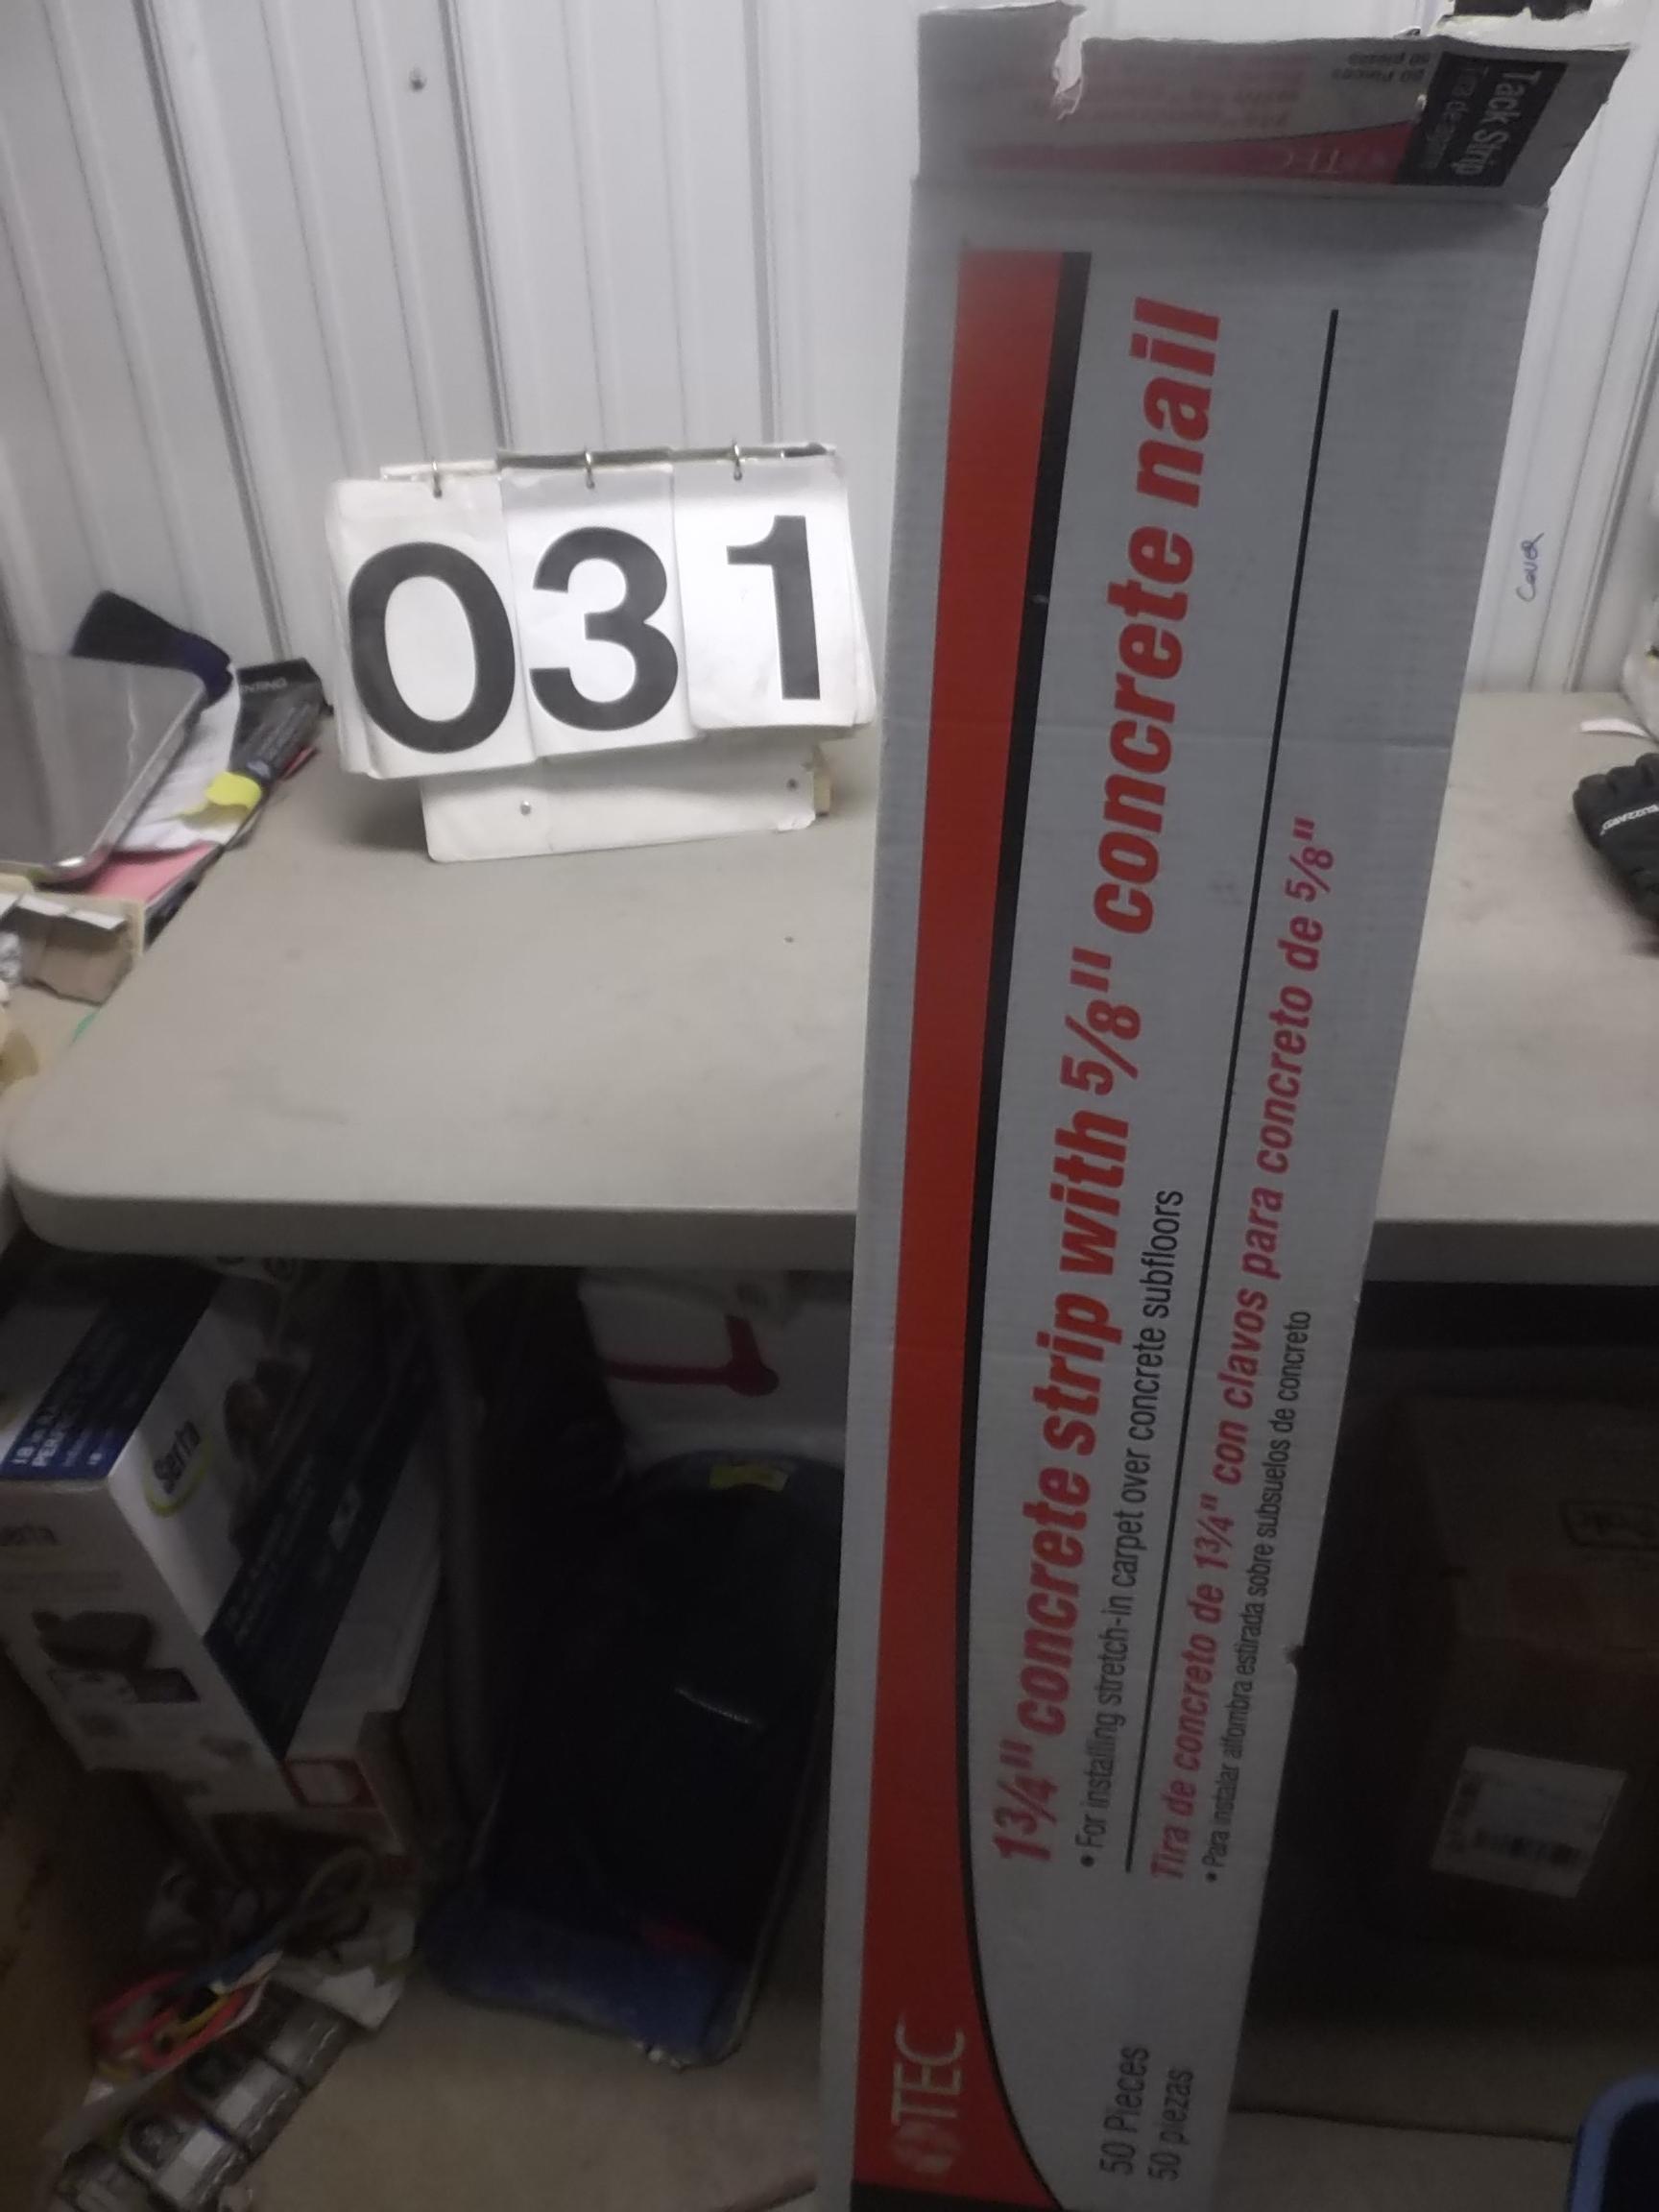 031
Tack Strip
1¾" concrete strip with 5/8" concrete nail
• For installing stretch-in carpet over concrete subfloors
Tira de concreto de 1¾" con clavos para concreto de 5/8"
• Para instalar alfombra estirada sobre subsuelos de concreto
50 Pieces
50 piezas
QTEC
Cover
Serta